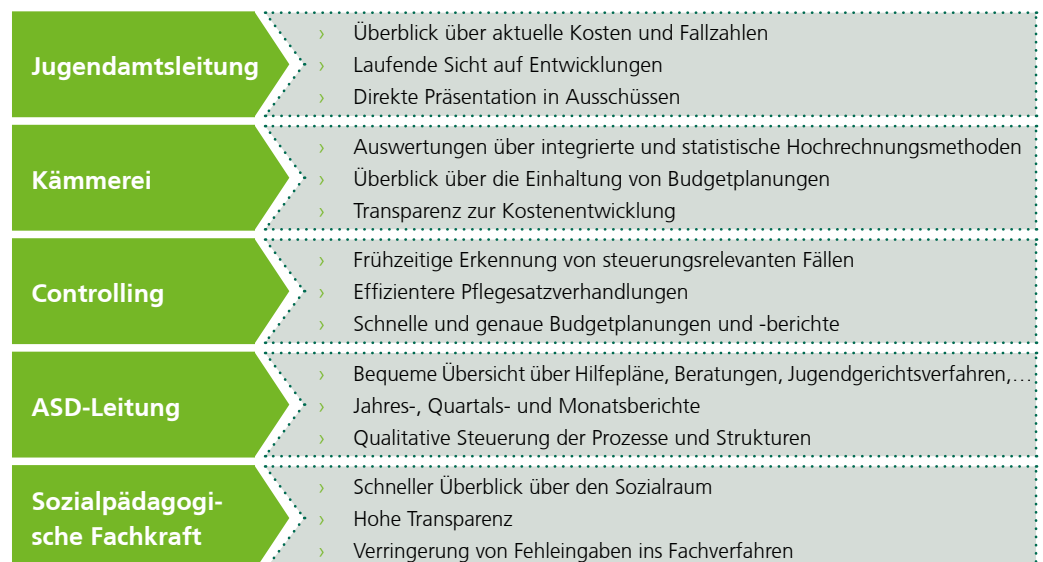 Jugendamtsleitung
› Überblick über aktuelle Kosten und Fallzahlen
› Laufende Sicht auf Entwicklungen
› Direkte Präsentation in Ausschüssen
Kämmerei
› Auswertungen über integrierte und statistische Hochrechnungsmethoden
› Überblick über die Einhaltung von Budgetplanungen
› Transparenz zur Kostenentwicklung
Controlling
› Frühzeitige Erkennung von steuerungsrelevanten Fällen
› Effizientere Pflegesatzverhandlungen
› Schnelle und genaue Budgetplanungen und -berichte
ASD-Leitung
› Bequeme Übersicht über Hilfepläne, Beratungen, Jugendgerichtsverfahren,…
› Jahres-, Quartals- und Monatsberichte
› Qualitative Steuerung der Prozesse und Strukturen
Sozialpädagogi-
sche Fachkraft
› Schneller Überblick über den Sozialraum
› Hohe Transparenz
› Verringerung von Fehleingaben ins Fachverfahren